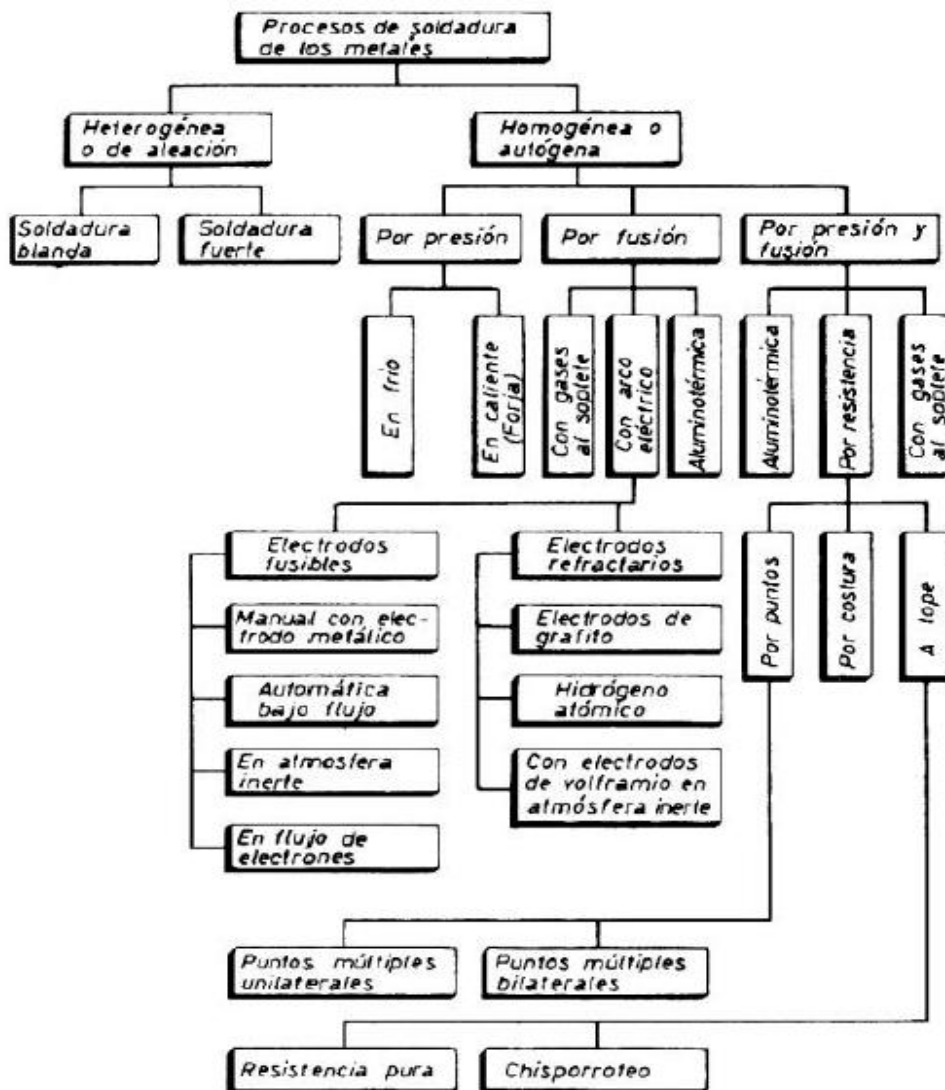 Procesos de soldadura
de los metales
Heterogénea
o de aleación
Homogénea o
autógena
Soldadura
blanda
Soldadura
fuerte
Por presión
Por fusión
Por presión y
fusión
En frío
En caliente
(Forja)
Con gases
al soplete
Con arco
eléctrico
Aluminotérmica
Aluminotérmica
Por resistencia
Con gases
al soplete
Electrodos
fusibles
Manual con elec-
trodo metálico
Automática
bajo flujo
En atmosfera
inerte
En flujo de
electrones
Electrodos
refractarios
Electrodos de
grafito
Hidrógeno
atómico
Con electrodos
de volframio en
atmósfera inerte
Por puntos
Por costura
A tope
Puntos múltiples
unilaterales
Puntos múltiples
bilaterales
Resistencia pura
Chisporroteo